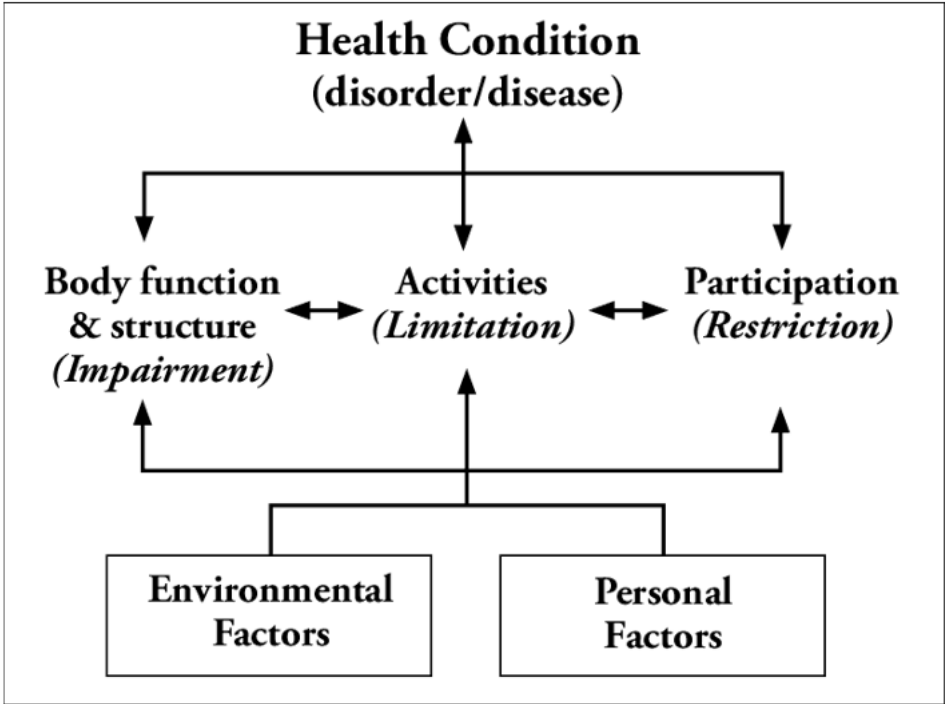 Health Condition
(disorder/disease)
Body function
& structure
(Impairment)
Activities
(Limitation)
Participation
(Restriction)
Environmental
Factors
Personal
Factors